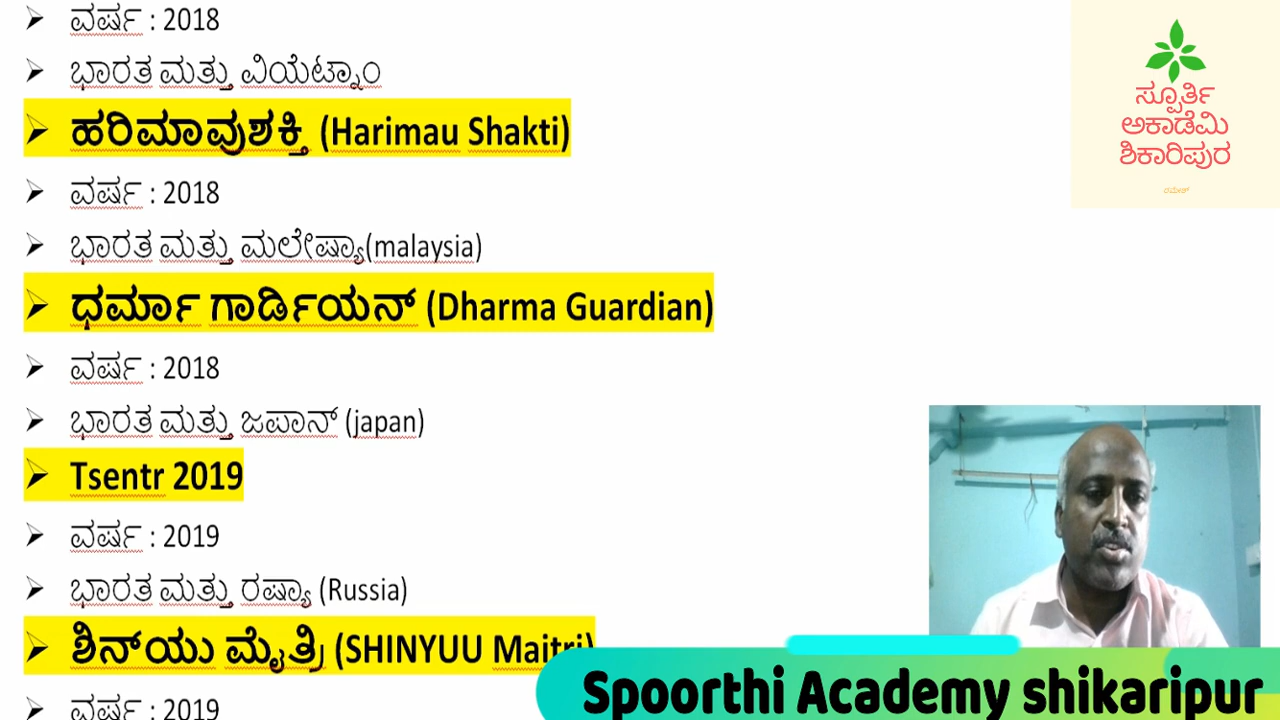 ವರ್ಷ : 2018
ಭಾರತ ಮತ್ತು ವಿಯೆಟ್ನಾಂ
ಹರಿಮಾವುಶಕ್ತಿ (Harimau Shakti)
ವರ್ಷ : 2018
ಭಾರತ ಮತ್ತು ಮಲೇಷ್ಯಾ(malaysia)
ಧರ್ಮಾ ಗಾರ್ಡಿಯನ್ (Dharma Guardian)
ವರ್ಷ : 2018
ಭಾರತ ಮತ್ತು ಜಪಾನ್ (japan)
Tsentr 2019
ವರ್ಷ : 2019
ಭಾರತ ಮತ್ತು ರಷ್ಯಾ (Russia)
ಶಿನ್‌ಯು ಮೈತ್ರಿ (SHINYUU Maitri)
ವರ್ಷ : 2019
ಸ್ಪೂರ್ತಿ
ಅಕಾಡೆಮಿ
ಶಿಕಾರಿಪುರ
ರಮೇಶ್
Spoorthi Academy shikaripur